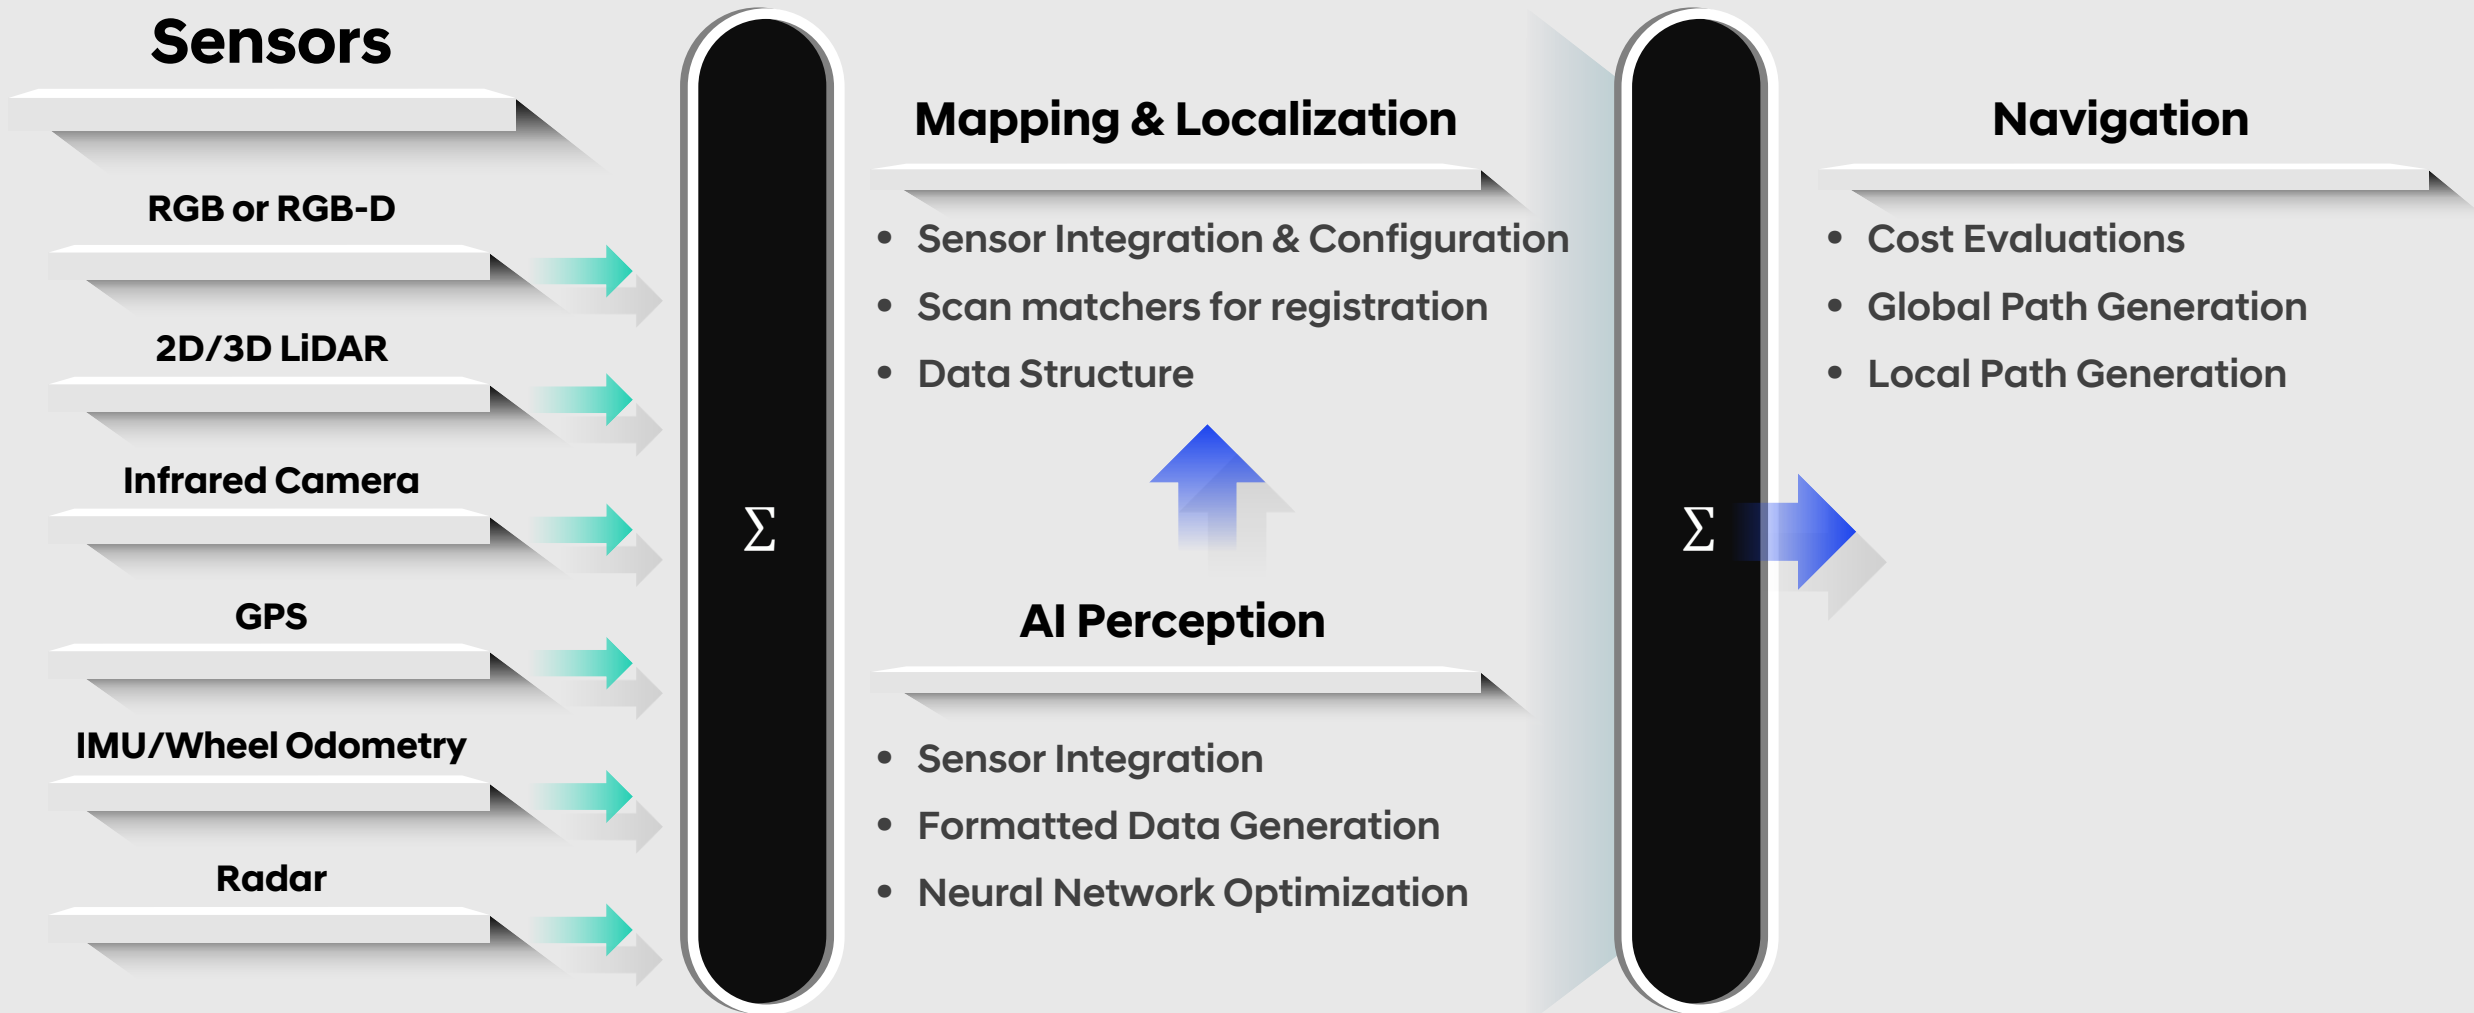 Sensors
RGB or RGB-D
2D/3D LiDAR
Infrared Camera
GPS
IMU/Wheel Odometry
Radar
Σ
Mapping & Localization
• Sensor Integration & Configuration
• Scan matchers for registration
• Data Structure
AI Perception
• Sensor Integration
• Formatted Data Generation
• Neural Network Optimization
Σ
Navigation
• Cost Evaluations
• Global Path Generation
• Local Path Generation